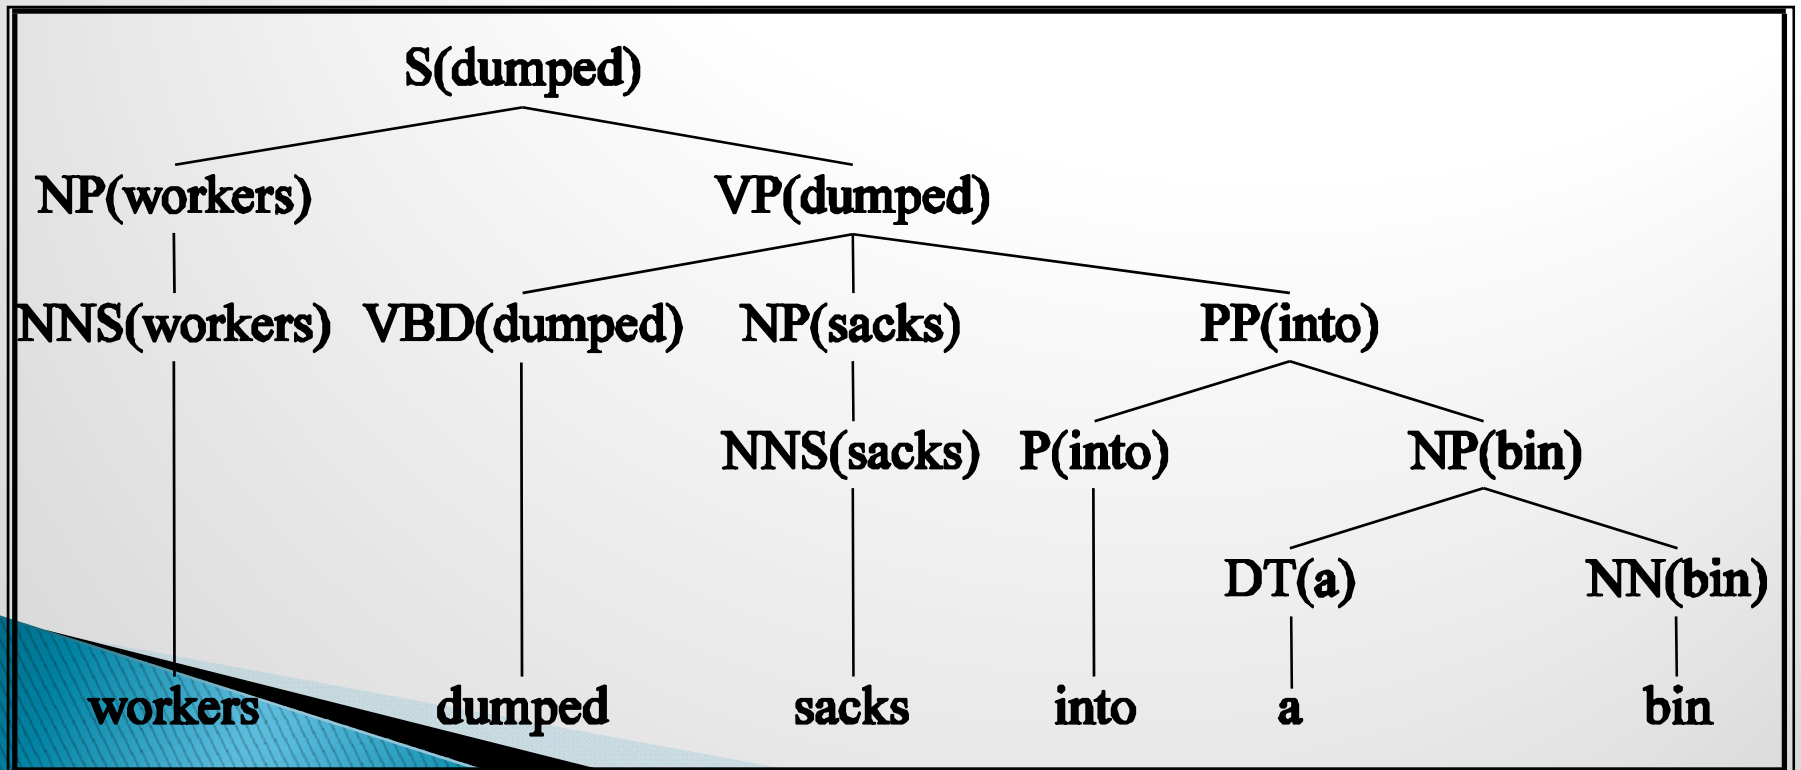 S(dumped)
NP(workers) VP(dumped)
NNS(workers) VBD(dumped) NP(sacks) PP(into)
NNS(sacks) P(into) NP(bin)
DT(a) NN(bin)
workers dumped sacks into a bin